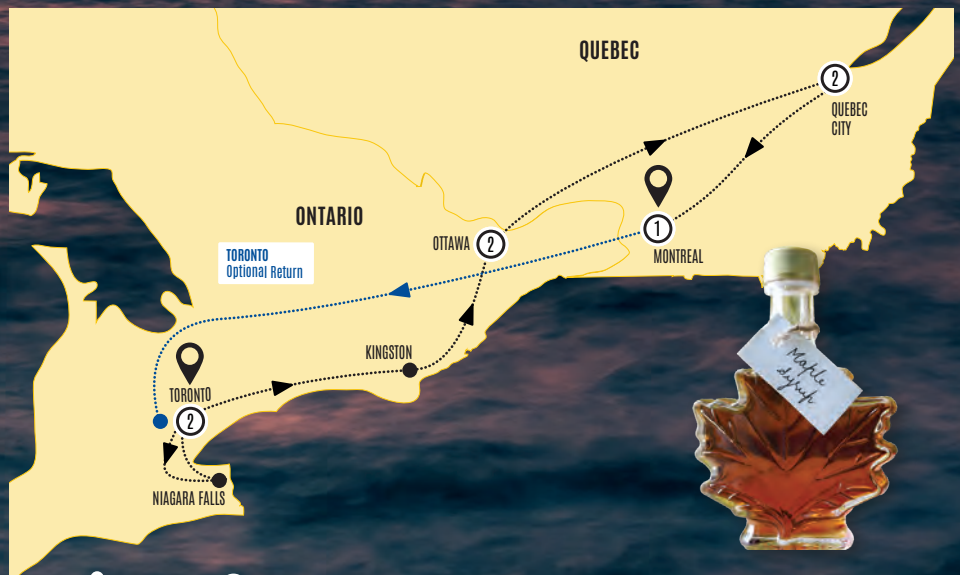 QUEBEC
2
QUEBEC
CITY
ONTARIO
OTTAWA
2
1
MONTREAL
TORONTO
Optional Return
KINGSTON
TORONTO
2
NIAGARA FALLS
Maple
syrup